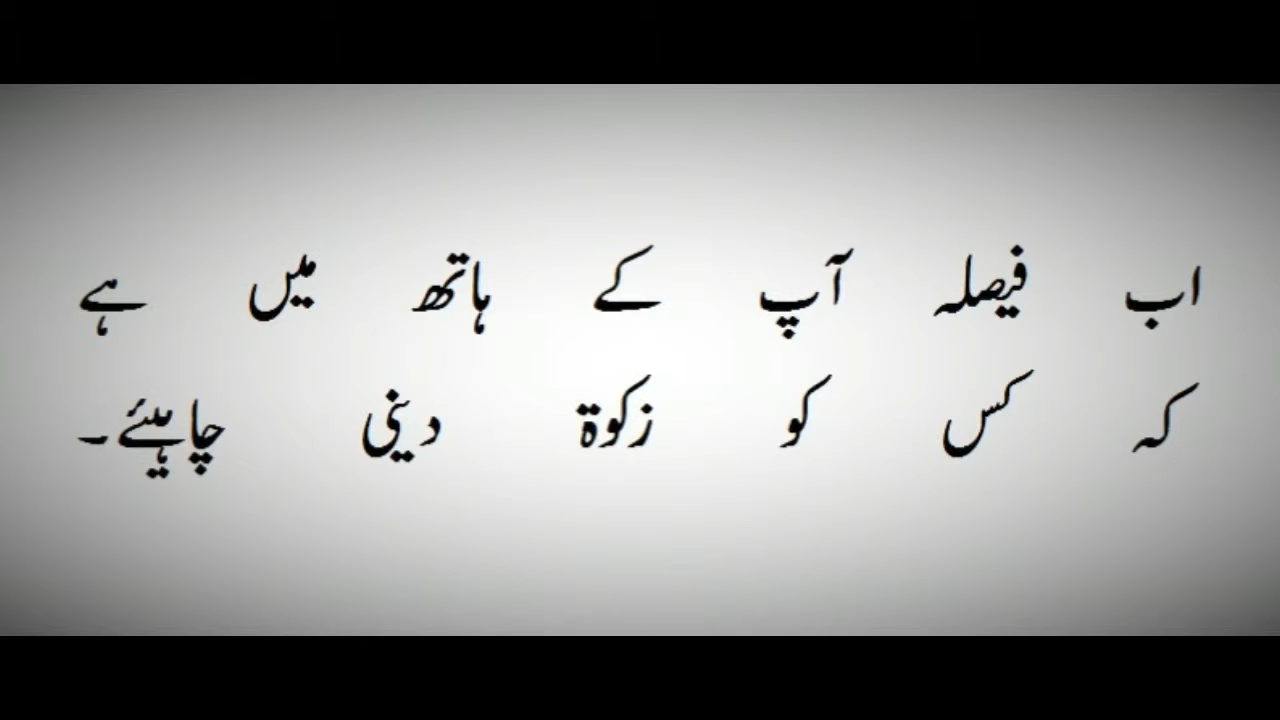 اب فیصلہ آپ کے ہاتھ میں ہے
کہ کس کو زکوۃ دینی چاہیئے۔